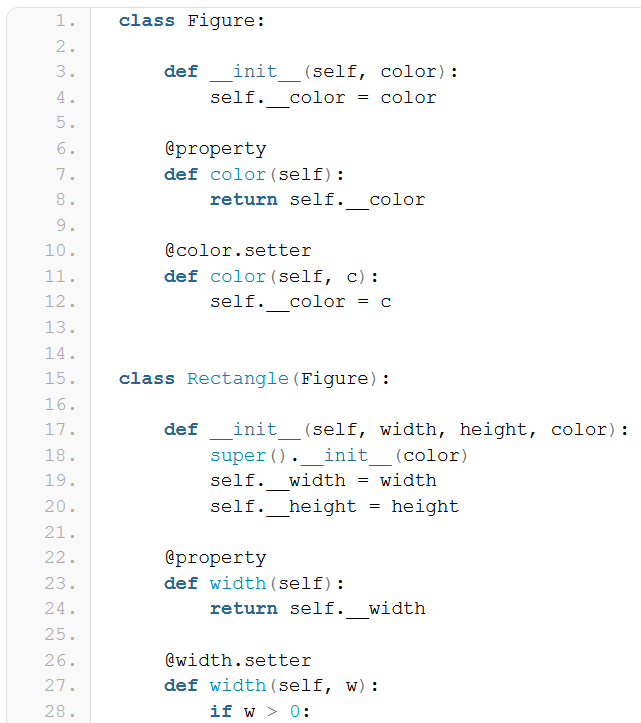 1. class Figure:
2.
3.     def __init__(self, color):
4.         self.__color = color
5.
6.     @property
7.     def color(self):
8.         return self.__color
9.
10.     @color.setter
11.     def color(self, c):
12.         self.__color = c
13.
14.
15. class Rectangle(Figure):
16.
17.     def __init__(self, width, height, color):
18.         super().__init__(color)
19.         self.__width = width
20.         self.__height = height
21.
22.     @property
23.     def width(self):
24.         return self.__width
25.
26.     @width.setter
27.     def width(self, w):
28.         if w > 0: